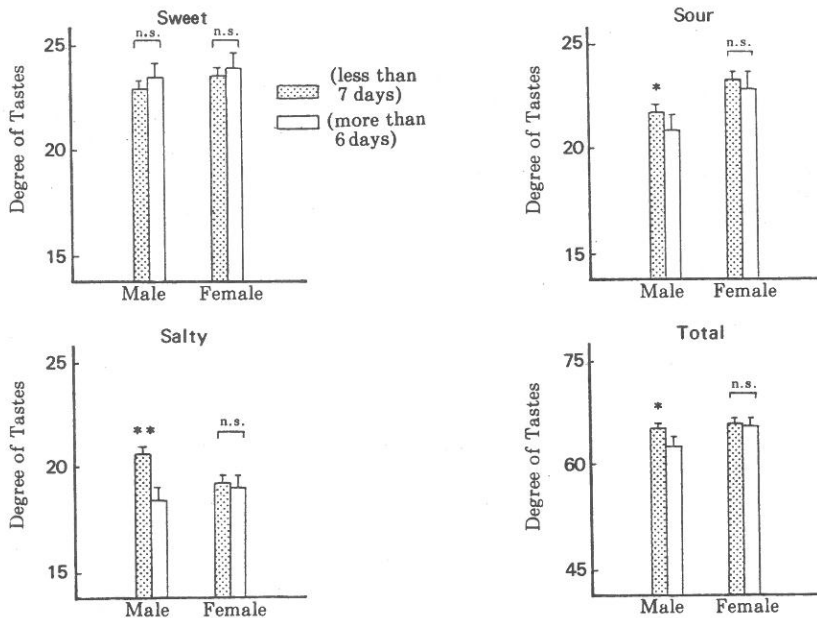 Sweet
n.s.
n.s.
25
20
15
Degree of Tastes
Male
Female
(less than
7 days)
(more than
6 days)
Sour
n.s.
*
25
20
15
Degree of Tastes
Male
Female
Salty
**
n.s.
25
20
15
Degree of Tastes
Male
Female
Total
n.s.
*
75
60
45
Degree of Tastes
Male
Female